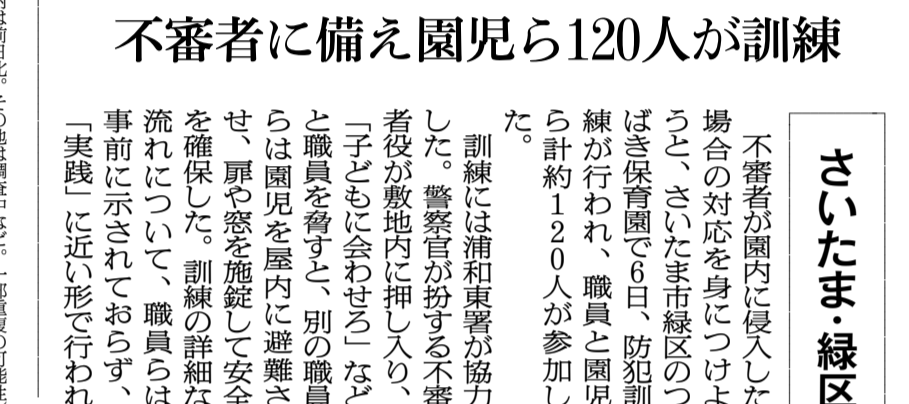 不審者に備え園児ら120人が訓練
さいたま・緑区
不審者が園内に侵入した
場合の対応を身につけよ
うと、さいたま市緑区のつ
ばき保育園で6日、防犯訓
練が行われ、職員と園児
ら計約120人が参加し
た。
訓練には浦和東署が協力
した。警察官が扮する不審
者役が敷地内に押し入り、
「子どもに会わせろ」など
と職員を脅すと、別の職員
らは園児を屋内に避難さ
せ、扉や窓を施錠して安全
を確保した。訓練の詳細な
流れについて、職員らは
事前に示されておらず、
「実践」に近い形で行われ